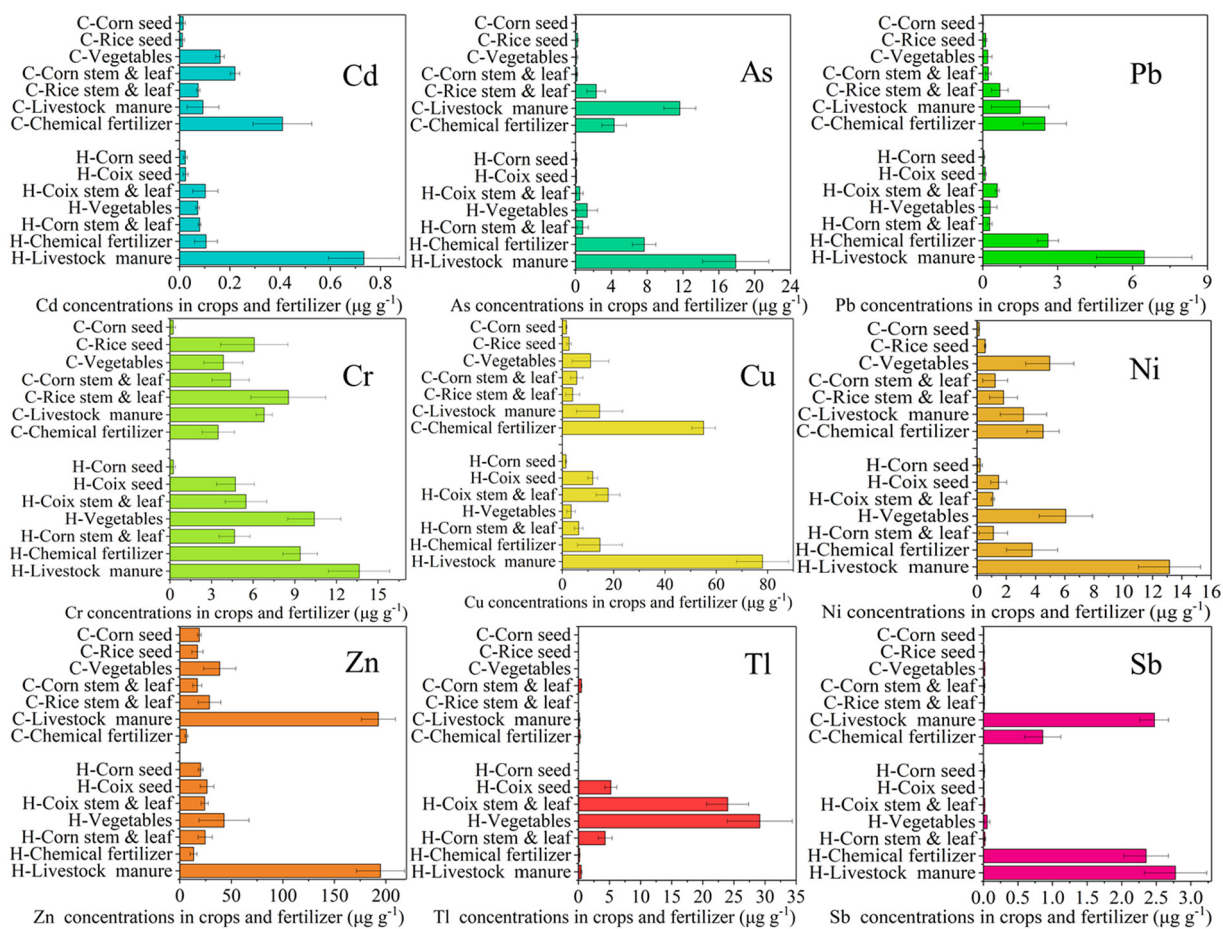 C-Corn seed
C-Rice seed
C-Vegetables
C-Corn stem & leaf
C-Rice stem & leaf
C-Livestock manure
C-Chemical fertilizer
H-Corn seed
H-Coix seed
H-Coix stem & leaf
H-Vegetables
H-Corn stem & leaf
H-Chemical fertilizer
H-Livestock manure
Cd
0.0 0.2 0.4 0.6 0.8
Cd concentrations in crops and fertilizer (µg g⁻¹)
C-Corn seed
C-Rice seed
C-Vegetables
C-Corn stem & leaf
C-Rice stem & leaf
C-Livestock manure
C-Chemical fertilizer
H-Corn seed
H-Coix seed
H-Coix stem & leaf
H-Vegetables
H-Corn stem & leaf
H-Chemical fertilizer
H-Livestock manure
As
0 4 8 12 16 20 24
As concentrations in crops and fertilizer (µg g⁻¹)
C-Corn seed
C-Rice seed
C-Vegetables
C-Corn stem & leaf
C-Rice stem & leaf
C-Livestock manure
C-Chemical fertilizer
H-Corn seed
H-Coix seed
H-Coix stem & leaf
H-Vegetables
H-Corn stem & leaf
H-Chemical fertilizer
H-Livestock manure
Pb
0 3 6 9
Pb concentrations in crops and fertilizer (µg g⁻¹)
C-Corn seed
C-Rice seed
C-Vegetables
C-Corn stem & leaf
C-Rice stem & leaf
C-Livestock manure
C-Chemical fertilizer
H-Corn seed
H-Coix seed
H-Coix stem & leaf
H-Vegetables
H-Corn stem & leaf
H-Chemical fertilizer
H-Livestock manure
Cr
0 3 6 9 12 15
Cr concentrations in crops and fertilizer (µg g⁻¹)
C-Corn seed
C-Rice seed
C-Vegetables
C-Corn stem & leaf
C-Rice stem & leaf
C-Livestock manure
C-Chemical fertilizer
H-Corn seed
H-Coix seed
H-Coix stem & leaf
H-Vegetables
H-Corn stem & leaf
H-Chemical fertilizer
H-Livestock manure
Cu
0 20 40 60 80
Cu concentrations in crops and fertilizer (µg g⁻¹)
C-Corn seed
C-Rice seed
C-Vegetables
C-Corn stem & leaf
C-Rice stem & leaf
C-Livestock manure
C-Chemical fertilizer
H-Corn seed
H-Coix seed
H-Coix stem & leaf
H-Vegetables
H-Corn stem & leaf
H-Chemical fertilizer
H-Livestock manure
Ni
0 2 4 6 8 10 12 14 16
Ni concentrations in crops and fertilizer (µg g⁻¹)
C-Corn seed
C-Rice seed
C-Vegetables
C-Corn stem & leaf
C-Rice stem & leaf
C-Livestock manure
C-Chemical fertilizer
H-Corn seed
H-Coix seed
H-Coix stem & leaf
H-Vegetables
H-Corn stem & leaf
H-Chemical fertilizer
H-Livestock manure
Zn
0 50 100 150 200
Zn concentrations in crops and fertilizer (µg g⁻¹)
C-Corn seed
C-Rice seed
C-Vegetables
C-Corn stem & leaf
C-Rice stem & leaf
C-Livestock manure
C-Chemical fertilizer
H-Corn seed
H-Coix seed
H-Coix stem & leaf
H-Vegetables
H-Corn stem & leaf
H-Chemical fertilizer
H-Livestock manure
Tl
0 5 10 15 20 25 30 35
Tl concentrations in crops and fertilizer (µg g⁻¹)
C-Corn seed
C-Rice seed
C-Vegetables
C-Corn stem & leaf
C-Rice stem & leaf
C-Livestock manure
C-Chemical fertilizer
H-Corn seed
H-Coix seed
H-Coix stem & leaf
H-Vegetables
H-Corn stem & leaf
H-Chemical fertilizer
H-Livestock manure
Sb
0.0 0.5 1.0 1.5 2.0 2.5 3.0
Sb concentrations in crops and fertilizer (µg g⁻¹)